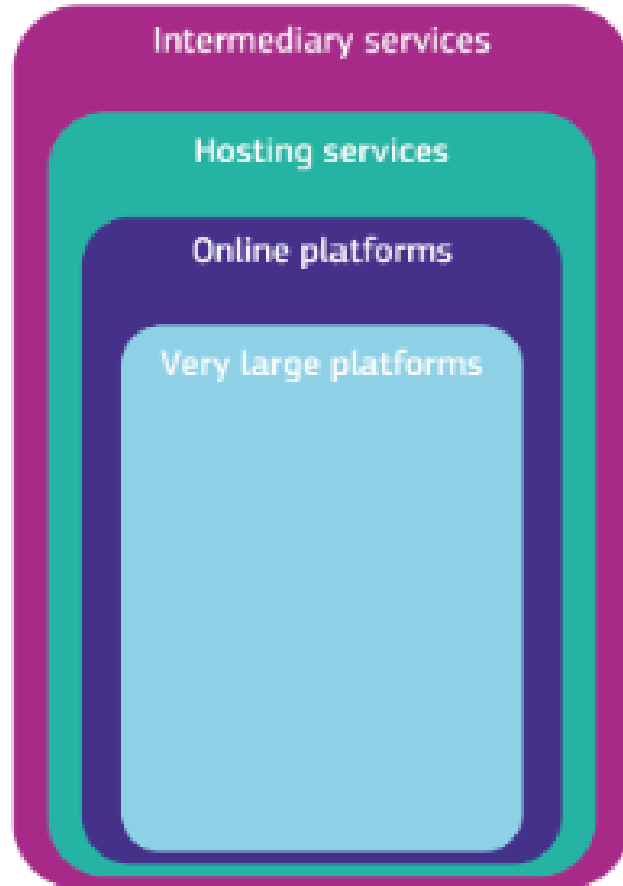 Intermediary services
Hosting services
Online platforms
Very large platforms